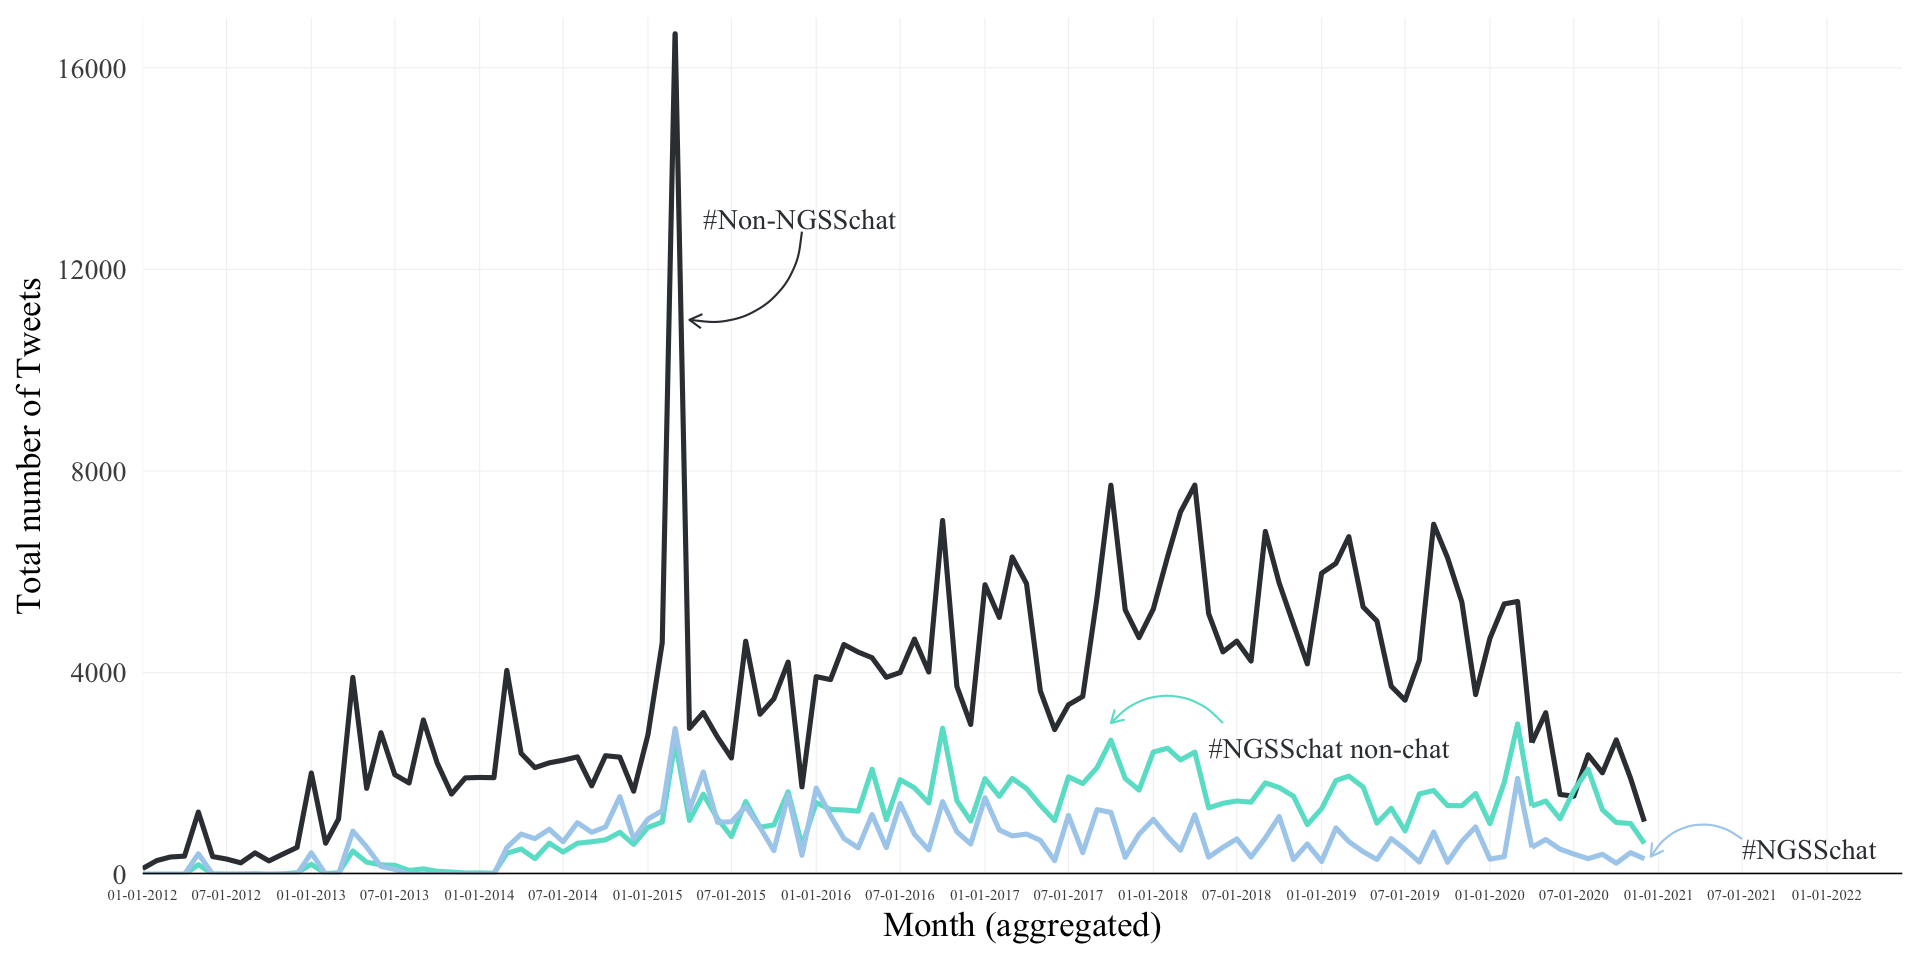 16000
12000
8000
4000
0
Total number of Tweets
#Non-NGSSchat
#NGSSchat non-chat
#NGSSchat
01-01-2012 07-01-2012 01-01-2013 07-01-2013 01-01-2014 07-01-2014 01-01-2015 07-01-2015 01-01-2016 07-01-2016 01-01-2017 07-01-2017 01-01-2018 07-01-2018 01-01-2019 07-01-2019 01-01-2020 07-01-2020 01-01-2021 07-01-2021 01-01-2022
Month (aggregated)